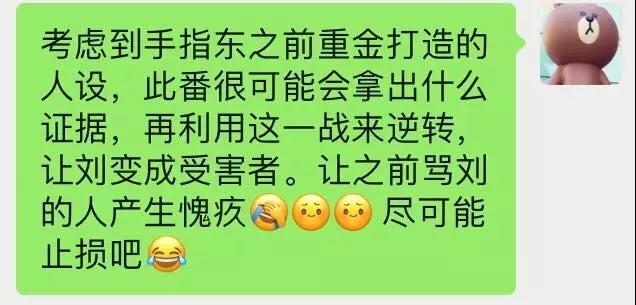 考虑到手指东之前重金打造的
人设，此番很可能会拿出什么
证据，再利用这一战来逆转，
让刘变成受害者。让之前骂刘
的人产生愧疚🤦😶😶 尽可能
止损吧😂